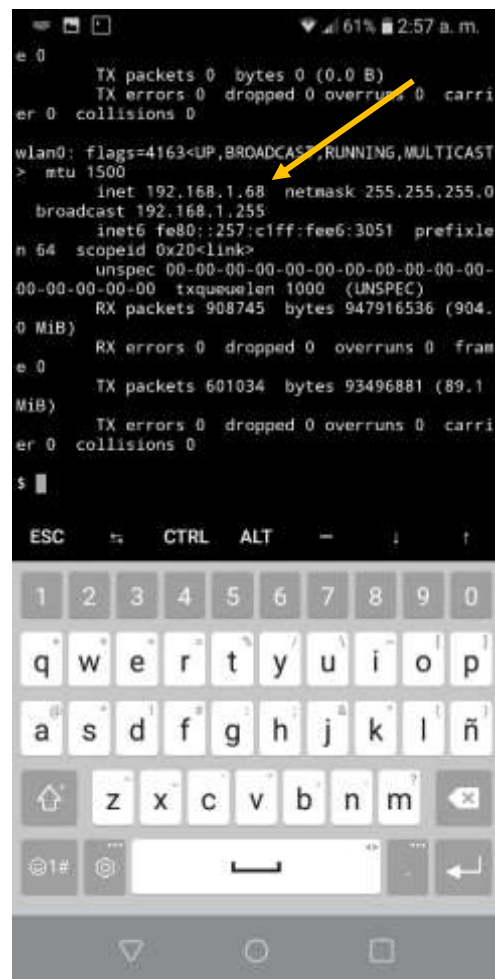 61% 2:57 a. m.
e 0
TX packets 0 bytes 0 (0.0 B)
TX errors 0 dropped 0 overruns 0 carri
er 0 collisions 0
wlan0: flags=4163<UP,BROADCAST,RUNNING,MULTICAST
> mtu 1500
inet 192.168.1.68 netmask 255.255.255.0
broadcast 192.168.1.255
inet6 fe80::257:c1ff:fee6:3051 prefixle
n 64 scopeid 0x20<link>
unspec 00-00-00-00-00-00-00-00-00-00-
00-00-00-00-00 txqueuelen 1000 (UNSPEC)
RX packets 908745 bytes 947916536 (904.
0 MiB)
RX errors 0 dropped 0 overruns 0 fram
e 0
TX packets 601034 bytes 93496881 (89.1
MiB)
TX errors 0 dropped 0 overruns 0 carri
er 0 collisions 0
$
ESC CTRL ALT
1 2 3 4 5 6 7 8 9 0
q w e r t y u i o p
a s d f g h j k l ñ
z x c v b n m
1#